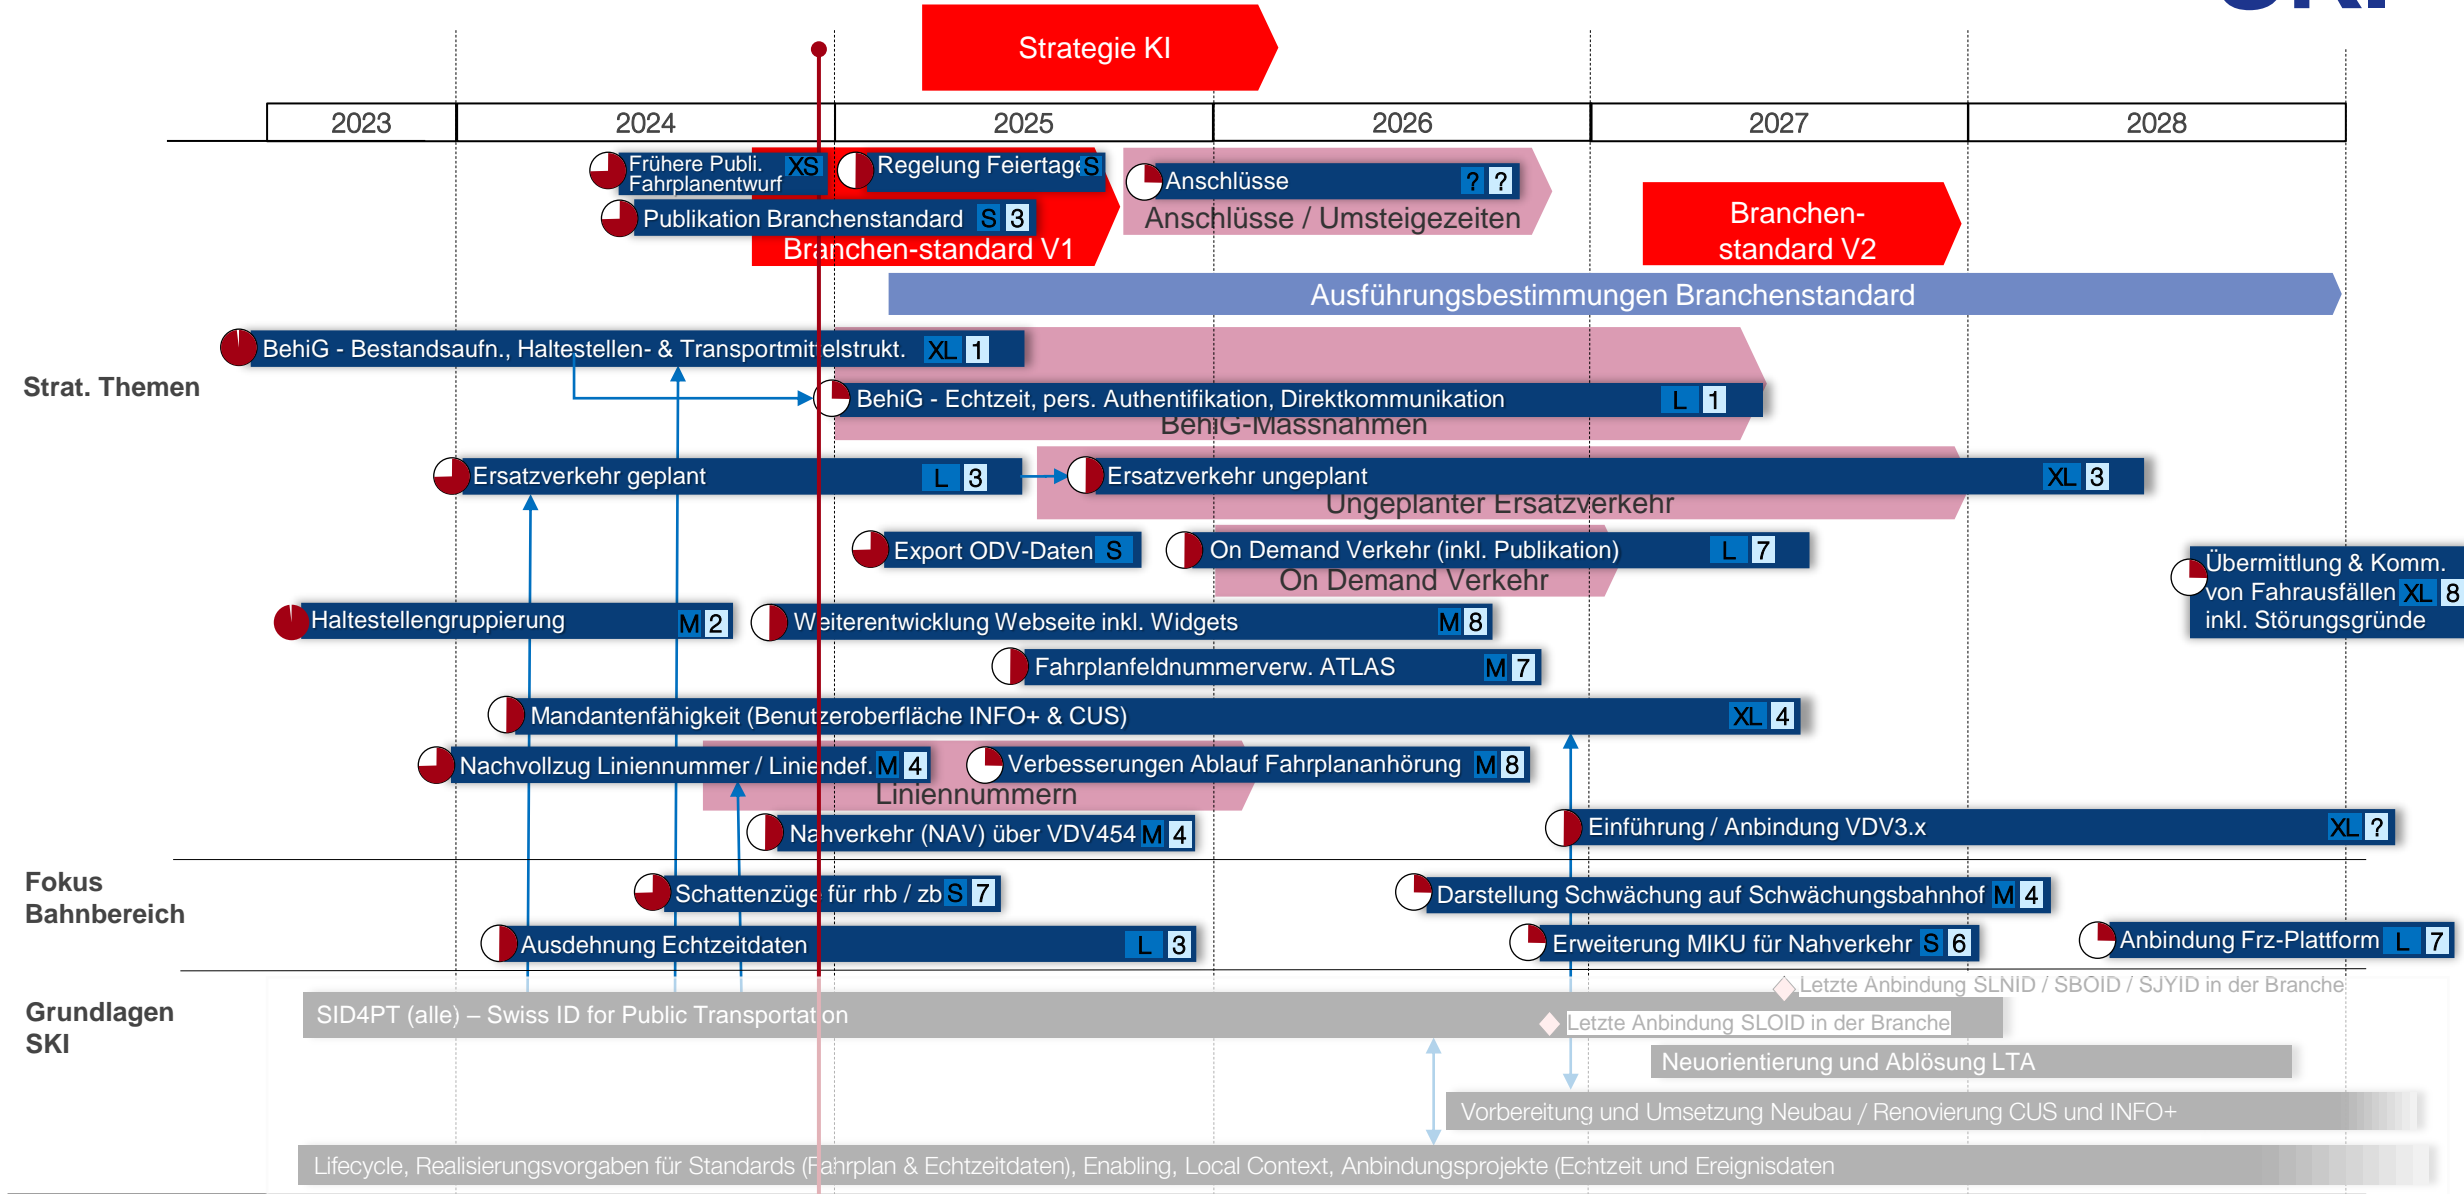 SKI
Strategie KI
2023
2024
2025
2026
2027
2028
Frühere Publi. XS
Fahrplanentwurf
Regelung Feiertage S
Anschlüsse ? ?
Publikation Branchenstandard S 3
Anschlüsse / Umsteigezeiten
Branchen-standard V1
Branchen-
standard V2
Ausführungsbestimmungen Branchenstandard
BehiG - Bestandsaufn., Haltestellen- & Transportmittelstrukt. XL 1
Strat. Themen
BehiG - Echtzeit, pers. Authentifikation, Direktkommunikation L 1
BehiG-Massnahmen
Ersatzverkehr geplant L 3
Ersatzverkehr ungeplant XL 3
Ungeplanter Ersatzverkehr
Export ODV-Daten S
On Demand Verkehr (inkl. Publikation) L 7
On Demand Verkehr
Übermittlung & Komm.
von Fahrausfällen XL 8
inkl. Störungsgründe
Haltestellengruppierung M 2
Weiterentwicklung Webseite inkl. Widgets M 8
Fahrplanfeldnummerverw. ATLAS M 7
Mandantenfähigkeit (Benutzeroberfläche INFO+ & CUS) XL 4
Nachvollzug Liniennummer / Liniendef. M 4
Verbesserungen Ablauf Fahrplananhörung M 8
Liniennummern
Nahverkehr (NAV) über VDV454 M 4
Einführung / Anbindung VDV3.x XL ?
Fokus
Bahnbereich
Schattenzüge für rhb / zb S 7
Darstellung Schwächung auf Schwächungsbahnhof M 4
Ausdehnung Echtzeitdaten L 3
Erweiterung MIKU für Nahverkehr S 6
Anbindung Frz-Plattform L 7
Grundlagen
SKI
Letzte Anbindung SLNID / SBOID / SJYID in der Branche
SID4PT (alle) – Swiss ID for Public Transportation
Letzte Anbindung SLOID in der Branche
Neuorientierung und Ablösung LTA
Vorbereitung und Umsetzung Neubau / Renovierung CUS und INFO+
Lifecycle, Realisierungsvorgaben für Standards (Fahrplan & Echtzeitdaten), Enabling, Local Context, Anbindungsprojekte (Echtzeit und Ereignisdaten